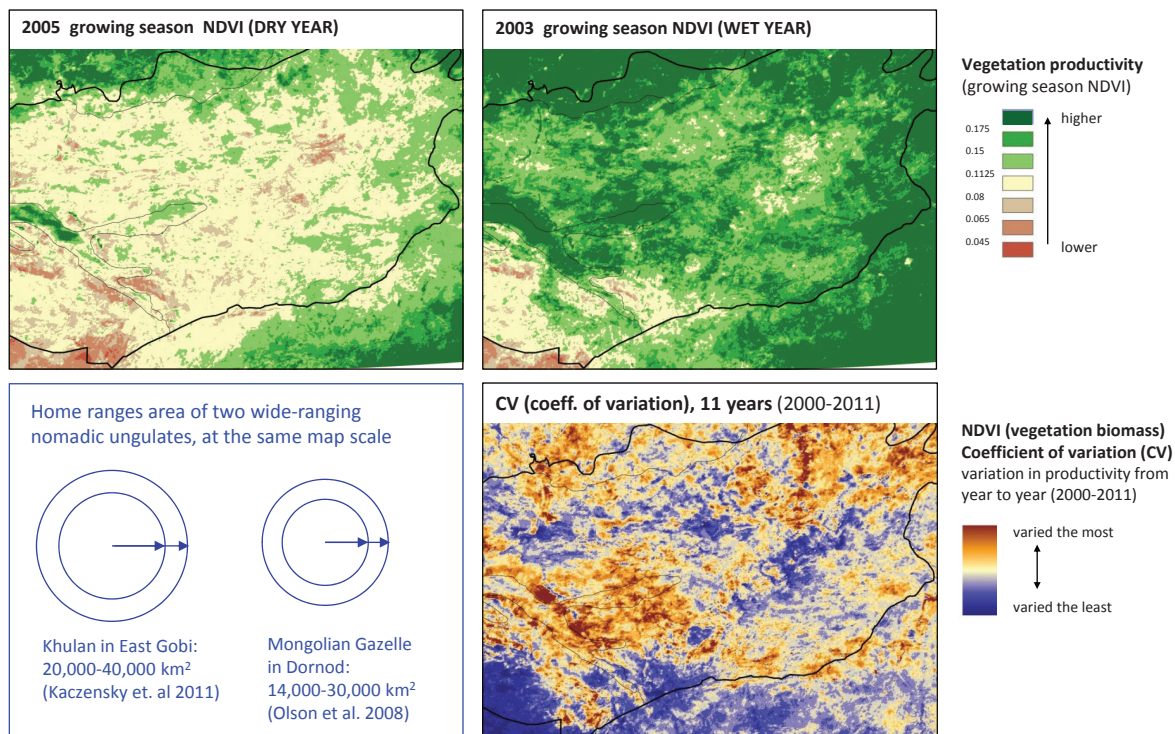 2005 growing season NDVI (DRY YEAR)
2003 growing season NDVI (WET YEAR)
Vegetation productivity
(growing season NDVI)
higher
0.175
0.15
0.1125
0.08
0.065
0.045
lower
Home ranges area of two wide-ranging
nomadic ungulates, at the same map scale
Khulan in East Gobi:
20,000-40,000 km²
(Kaczensky et. al 2011)
Mongolian Gazelle
in Dornod:
14,000-30,000 km²
(Olson et al. 2008)
CV (coeff. of variation), 11 years (2000-2011)
NDVI (vegetation biomass)
Coefficient of variation (CV)
variation in productivity from
year to year (2000-2011)
varied the most
varied the least